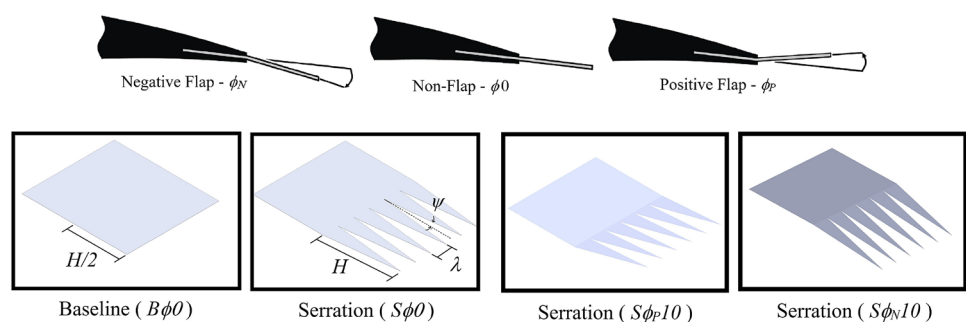 Negative Flap - ϕN
Non-Flap - ϕ0
Positive Flap - ϕP
H/2
ψ
H
λ
Baseline ( Bϕ0 )
Serration ( Sϕ0 )
Serration ( SϕP10 )
Serration ( SϕN10 )